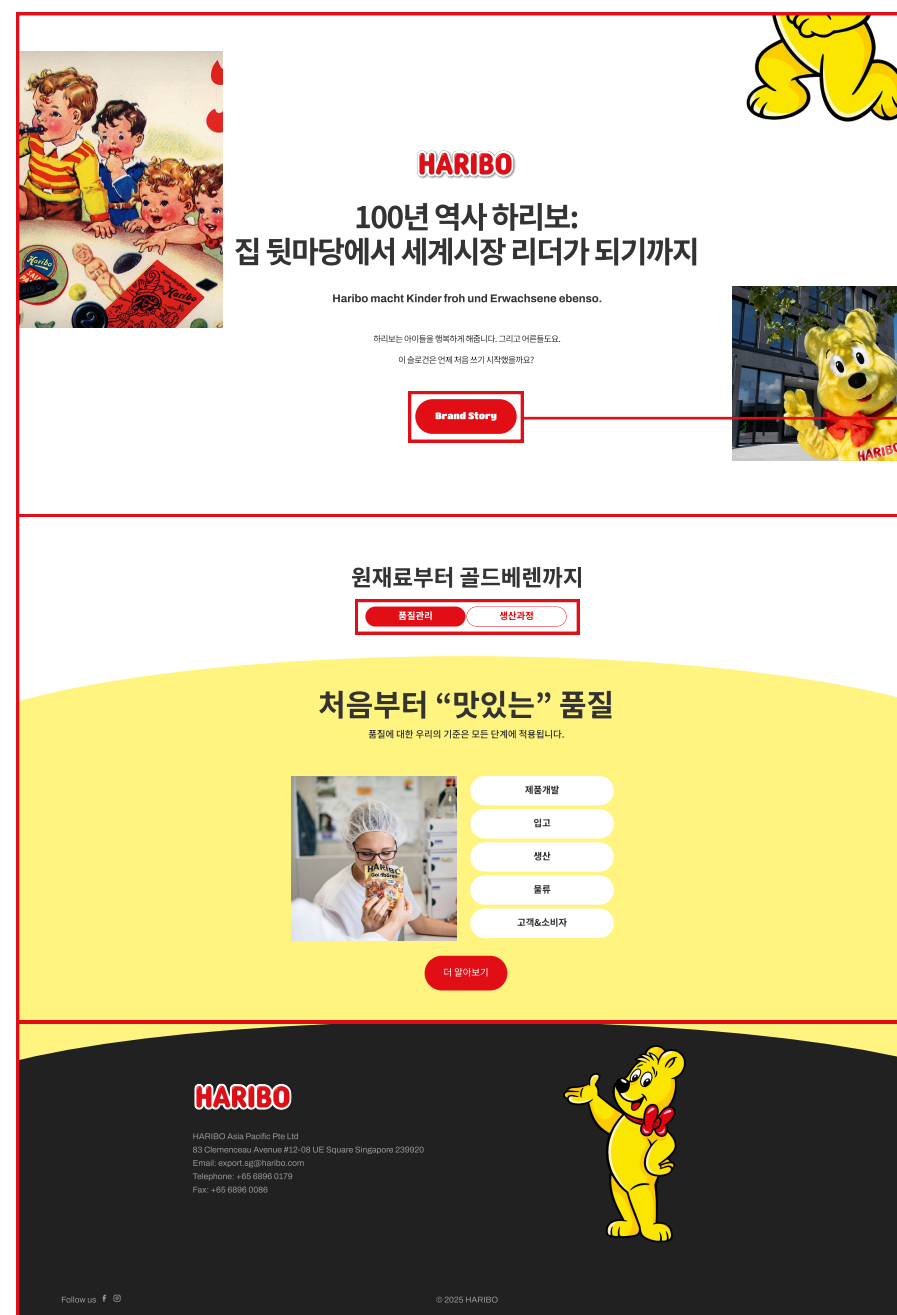 HARIBO
100년 역사 하리보:
집 뒷마당에서 세계시장 리더가 되기까지
Haribo macht Kinder froh und Erwachsene ebenso.
하리보는 아이들을 행복하게 해줍니다. 그리고 어른들도요.
이 슬로건은 언제 처음 쓰기 시작했을까요?
Brand Story
Haribo
Haribo
HARIBO
원재료부터 골드베렌까지
품질관리
생산과정
처음부터 “맛있는” 품질
품질에 대한 우리의 기준은 모든 단계에 적용됩니다.
HARIBO
Goldbären
제품개발
입고
생산
물류
고객&소비자
더 알아보기
HARIBO
HARIBO Asia Pacific Pte Ltd
83 Clemenceau Avenue #12-08 UE Square Singapore 239920
Email: export.sg@haribo.com
Telephone: +65 6896 0179
Fax: +65 6896 0086
Follow us
© 2025 HARIBO